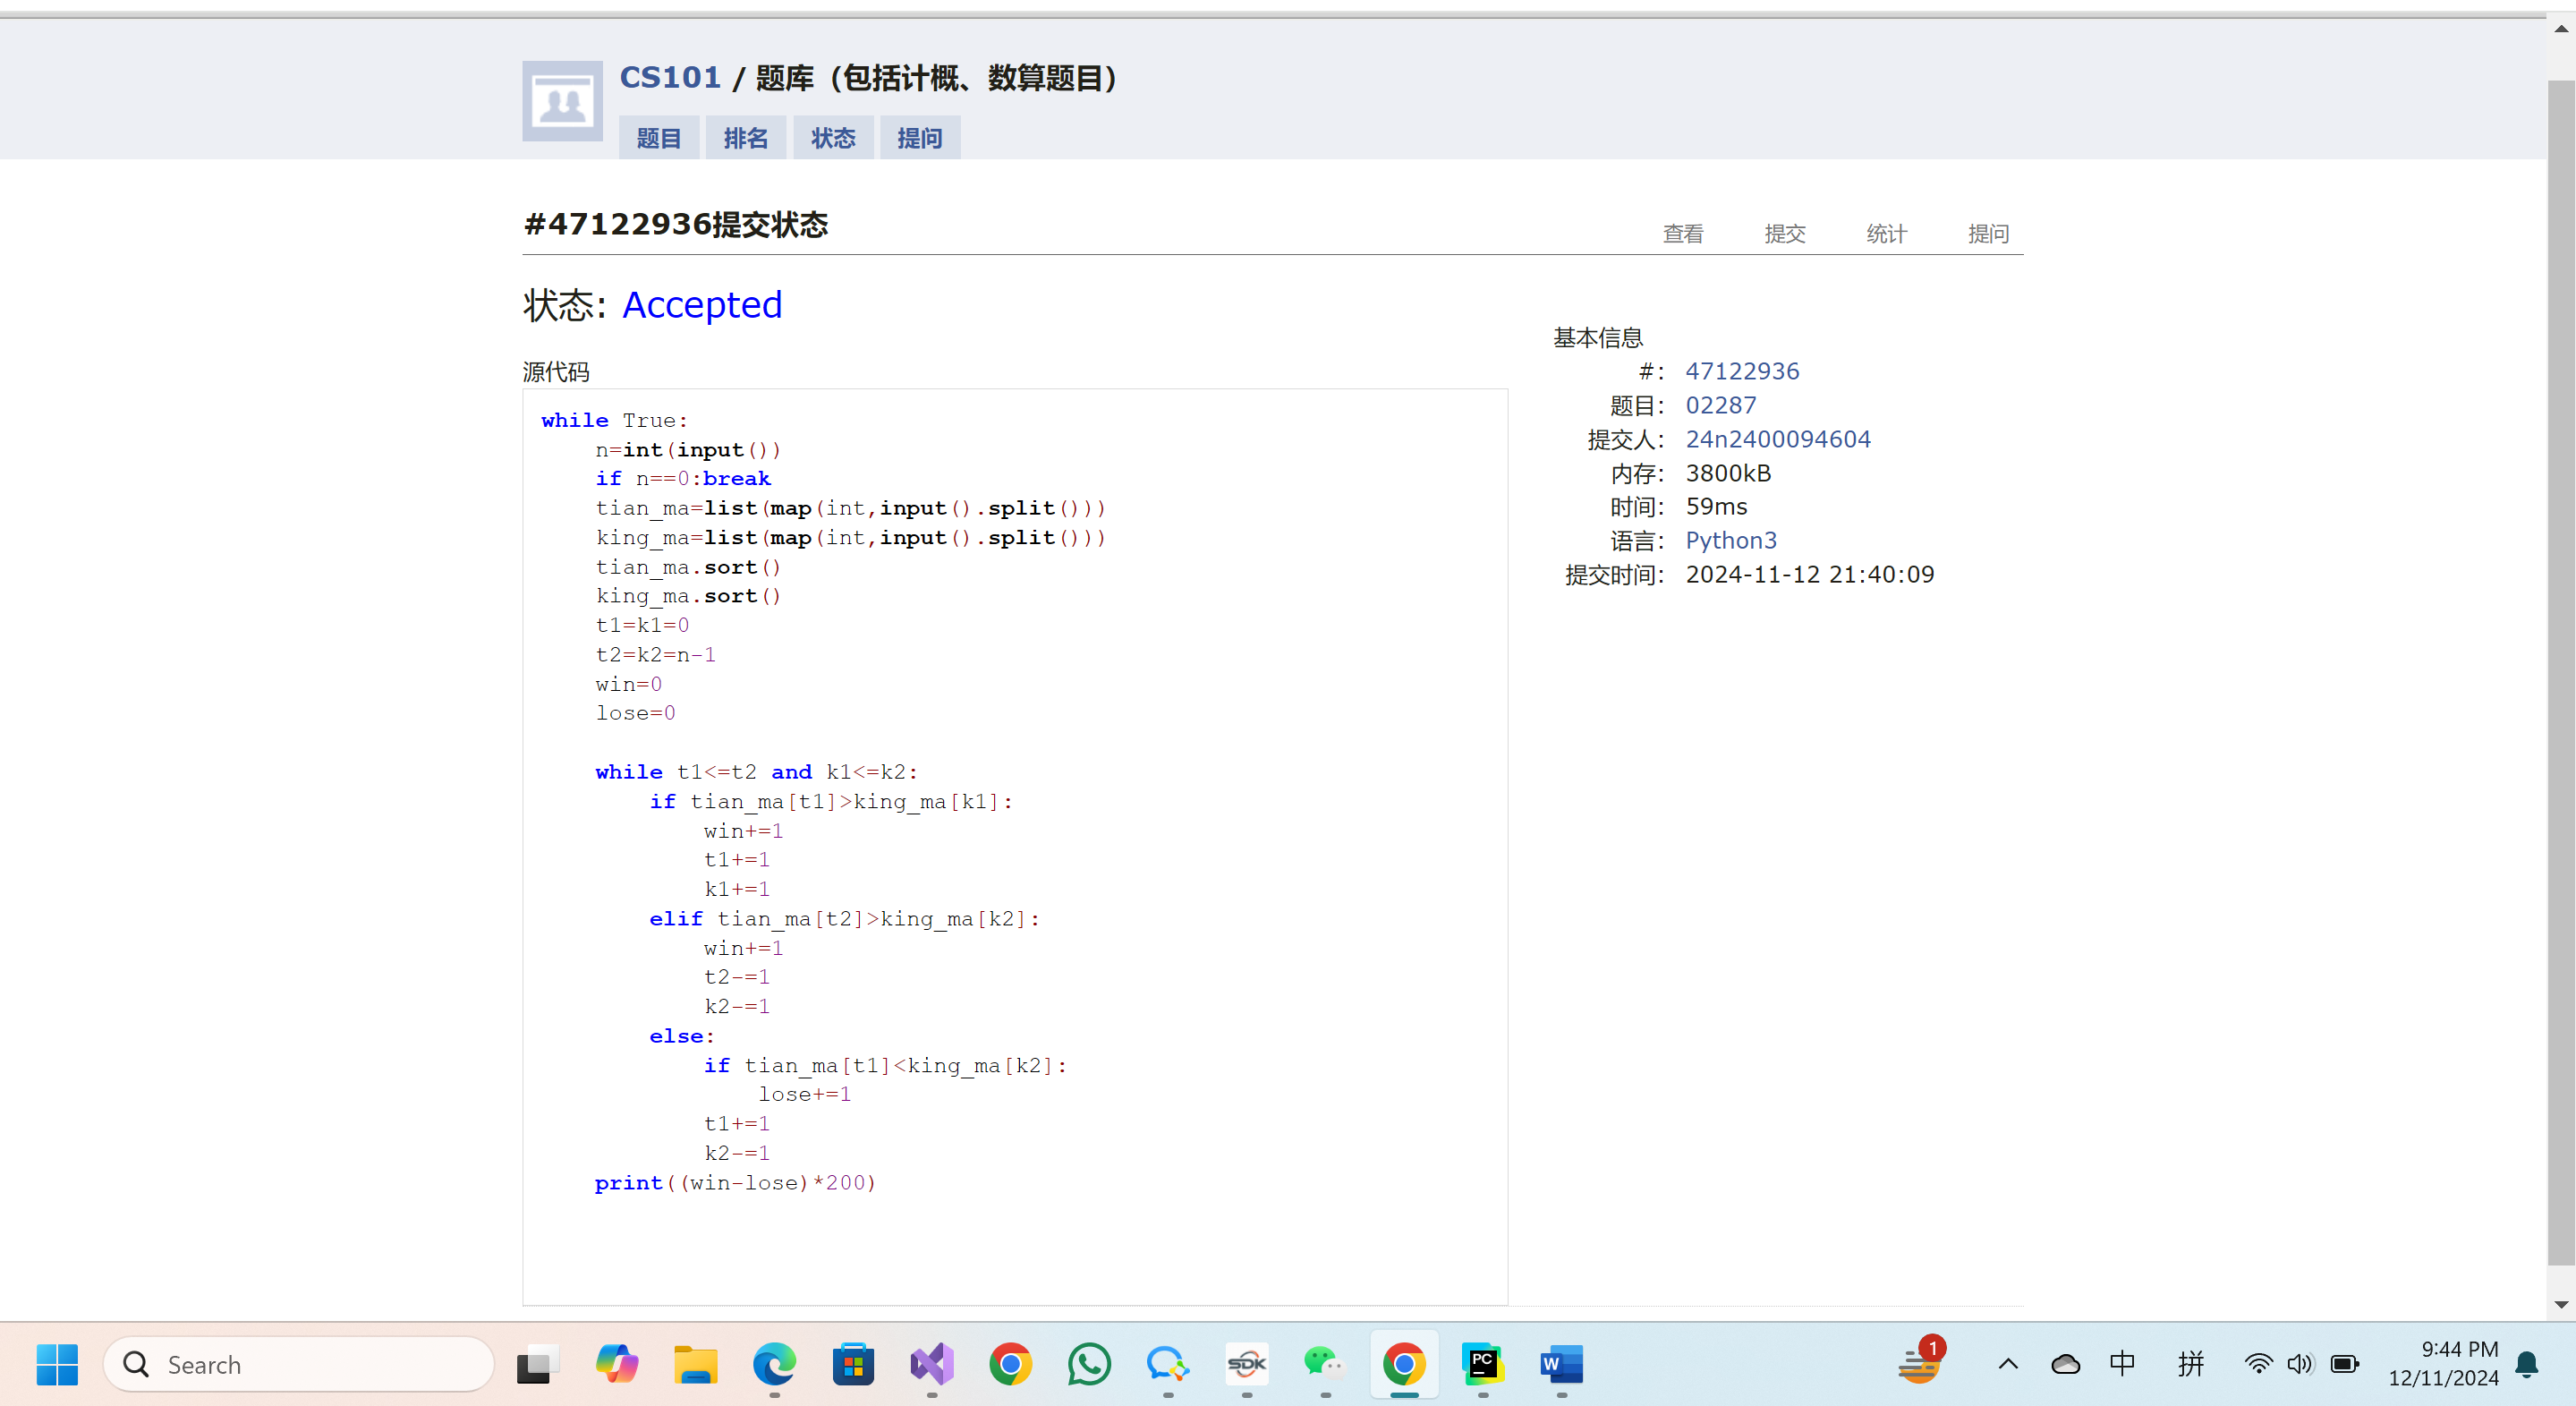 CS101 / 题库（包括计概、数算题目）
题目 排名 状态 提问
#47122936提交状态
查看 提交 统计 提问
状态: Accepted
源代码
while True:
    n=int(input())
    if n==0:break
    tian_ma=list(map(int,input().split()))
    king_ma=list(map(int,input().split()))
    tian_ma.sort()
    king_ma.sort()
    t1=k1=0
    t2=k2=n-1
    win=0
    lose=0
    while t1<=t2 and k1<=k2:
        if tian_ma[t1]>king_ma[k1]:
            win+=1
            t1+=1
            k1+=1
        elif tian_ma[t2]>king_ma[k2]:
            win+=1
            t2-=1
            k2-=1
        else:
            if tian_ma[t1]<king_ma[k2]:
                lose+=1
            t1+=1
            k2-=1
    print((win-lose)*200)
基本信息
#: 47122936
题目: 02287
提交人: 24n2400094604
内存: 3800kB
时间: 59ms
语言: Python3
提交时间: 2024-11-12 21:40:09
Search
SDK
PC
W
1
中
拼
9:44 PM
12/11/2024